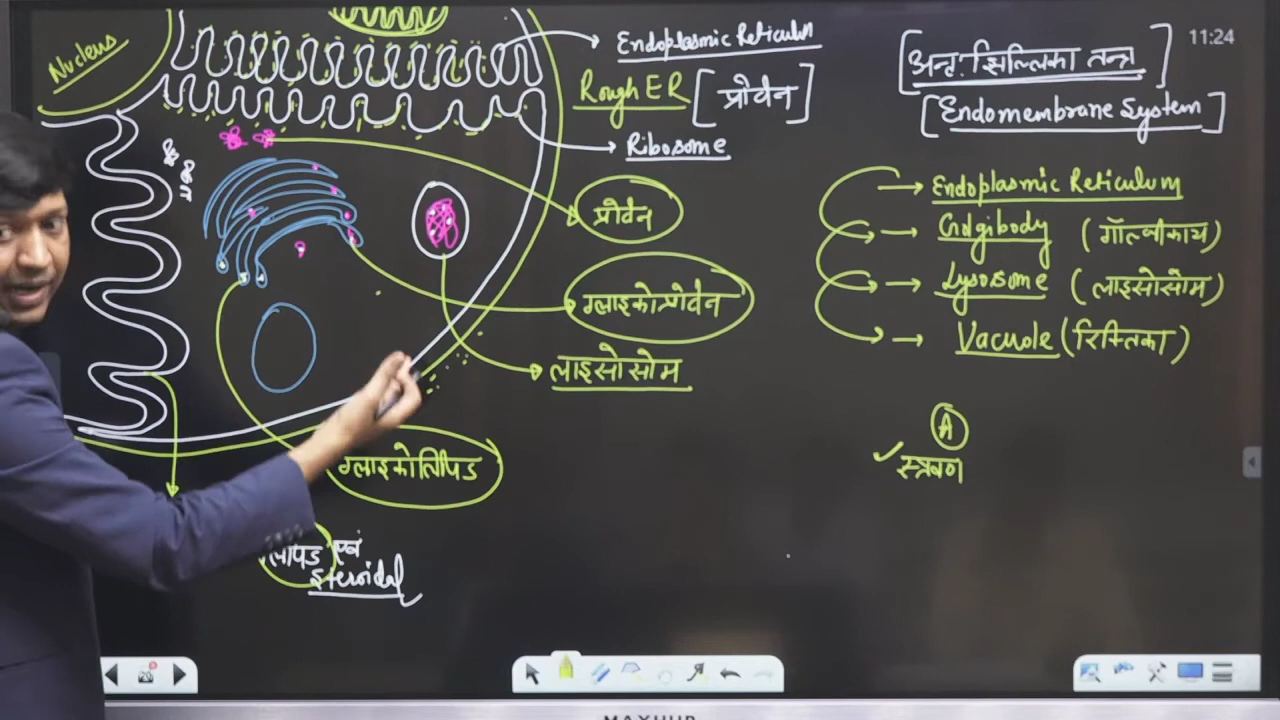 Nucleus
Endoplasmic Reticulum
Rough ER [प्रोटीन]
Ribosome
प्रोटीन
ग्लाइकोप्रोटीन
लाइसोसोम
ग्लाइकोलिपिड
लिपिड एवं
Steroidal
11:24
[अन्तः झिल्लिका तन्त्र]
[Endomembrane System]
→ Endoplasmic Reticulum
→ Golgibody (गॉल्जीकाय)
→ Lysosome (लाइसोसोम)
→ Vacuole (रिक्तिका)
A
✓ स्त्रवण